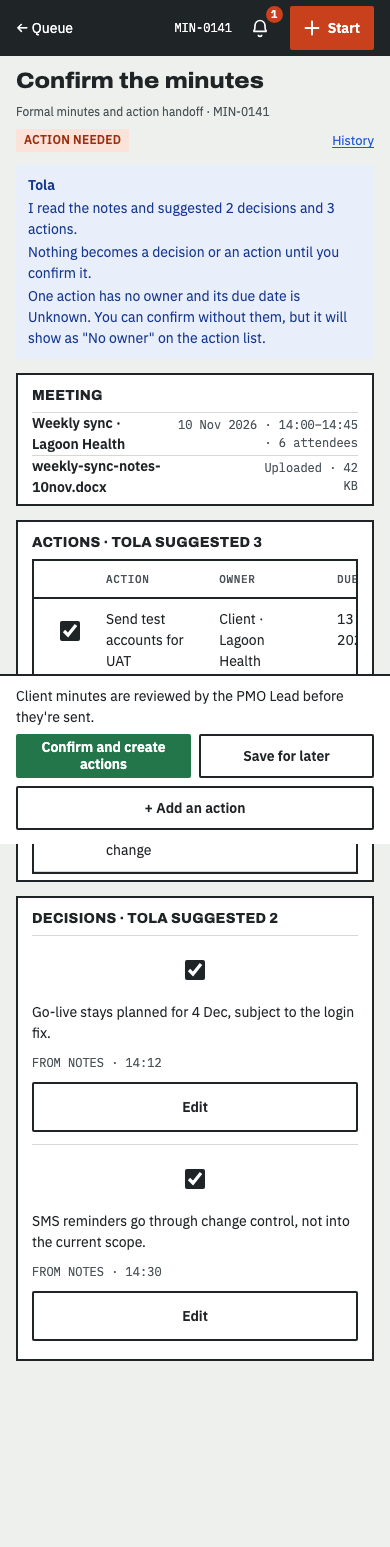 ← Queue
MIN-0141
1
Start
Confirm the minutes
Formal minutes and action handoff · MIN-0141
ACTION NEEDED
History
Tola
I read the notes and suggested 2 decisions and 3
actions.
Nothing becomes a decision or an action until you
confirm it.
One action has no owner and its due date is
Unknown. You can confirm without them, but it will
show as "No owner" on the action list.
MEETING
Weekly sync ·
Lagoon Health
10 Nov 2026 · 14:00–14:45
· 6 attendees
weekly-sync-notes-
10nov.docx
Uploaded · 42
KB
ACTIONS · TOLA SUGGESTED 3
ACTION
OWNER
DUE
Send test
accounts for
UAT
Client ·
Lagoon
Health
13
Client minutes are reviewed by the PMO Lead before
they're sent.
Confirm and create
actions
Save for later
+ Add an action
change
DECISIONS · TOLA SUGGESTED 2
Go-live stays planned for 4 Dec, subject to the login
fix.
FROM NOTES · 14:12
Edit
SMS reminders go through change control, not into
the current scope.
FROM NOTES · 14:30
Edit